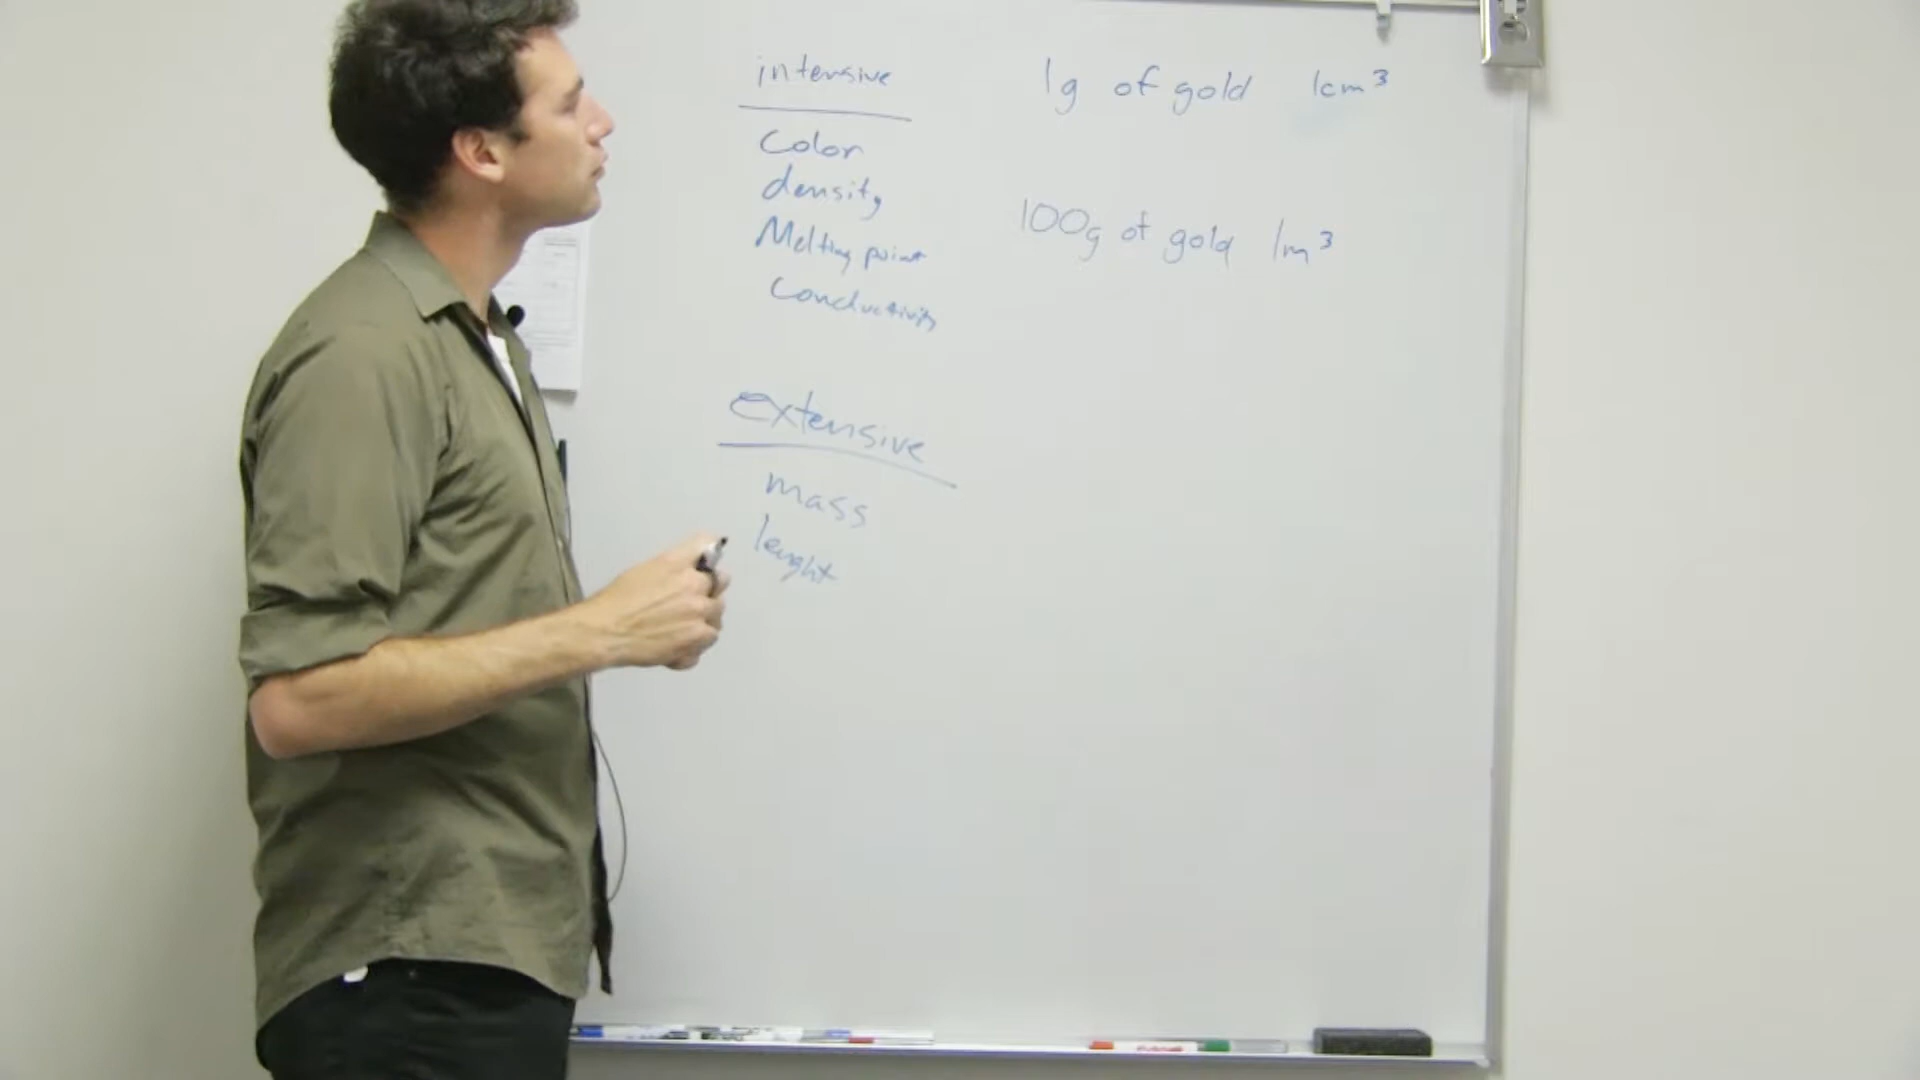 intensive
Color
density
Melting point
Conductivity
extensive
mass
lenght
1g of gold 1cm³
100g of gold 1m³